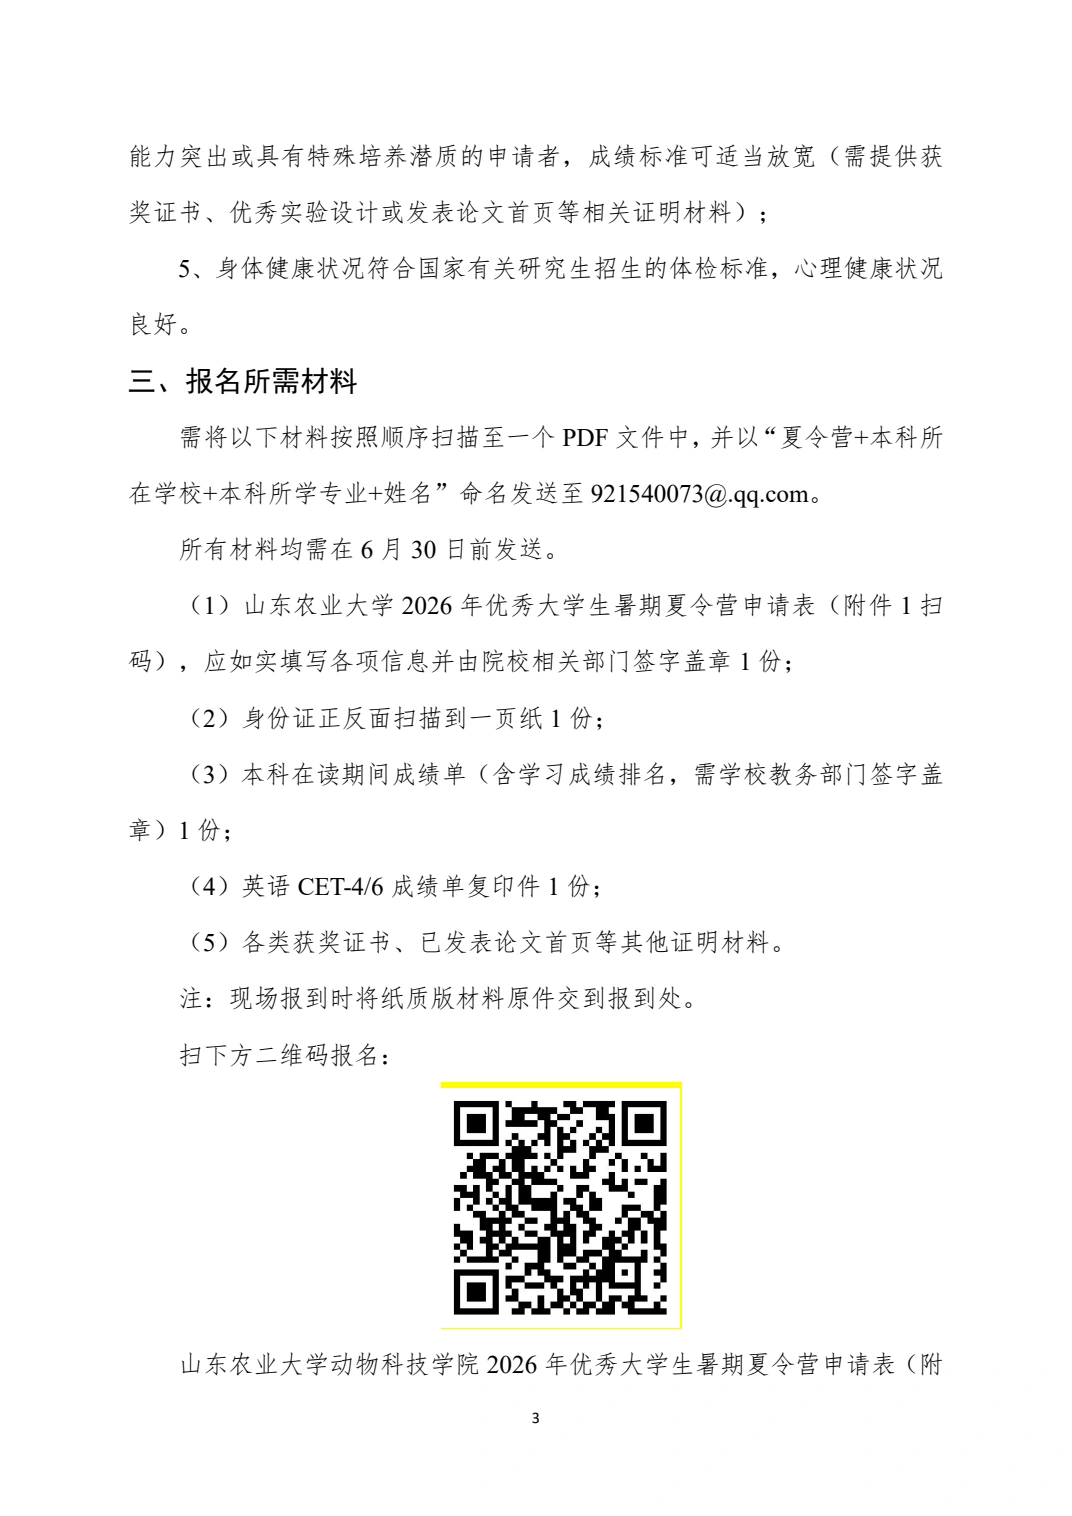 能力突出或具有特殊培养潜质的申请者，成绩标准可适当放宽（需提供获
奖证书、优秀实验设计或发表论文首页等相关证明材料）；
5、身体健康状况符合国家有关研究生招生的体检标准，心理健康状况
良好。
三、报名所需材料
需将以下材料按照顺序扫描至一个 PDF 文件中，并以“夏令营+本科所
在学校+本科所学专业+姓名”命名发送至 921540073@.qq.com。
所有材料均需在 6 月 30 日前发送。
（1）山东农业大学 2026 年优秀大学生暑期夏令营申请表（附件 1 扫
码），应如实填写各项信息并由院校相关部门签字盖章 1 份；
（2）身份证正反面扫描到一页纸 1 份；
（3）本科在读期间成绩单（含学习成绩排名，需学校教务部门签字盖
章）1 份；
（4）英语 CET-4/6 成绩单复印件 1 份；
（5）各类获奖证书、已发表论文首页等其他证明材料。
注：现场报到时将纸质版材料原件交到报到处。
扫下方二维码报名：
山东农业大学动物科技学院 2026 年优秀大学生暑期夏令营申请表（附
3